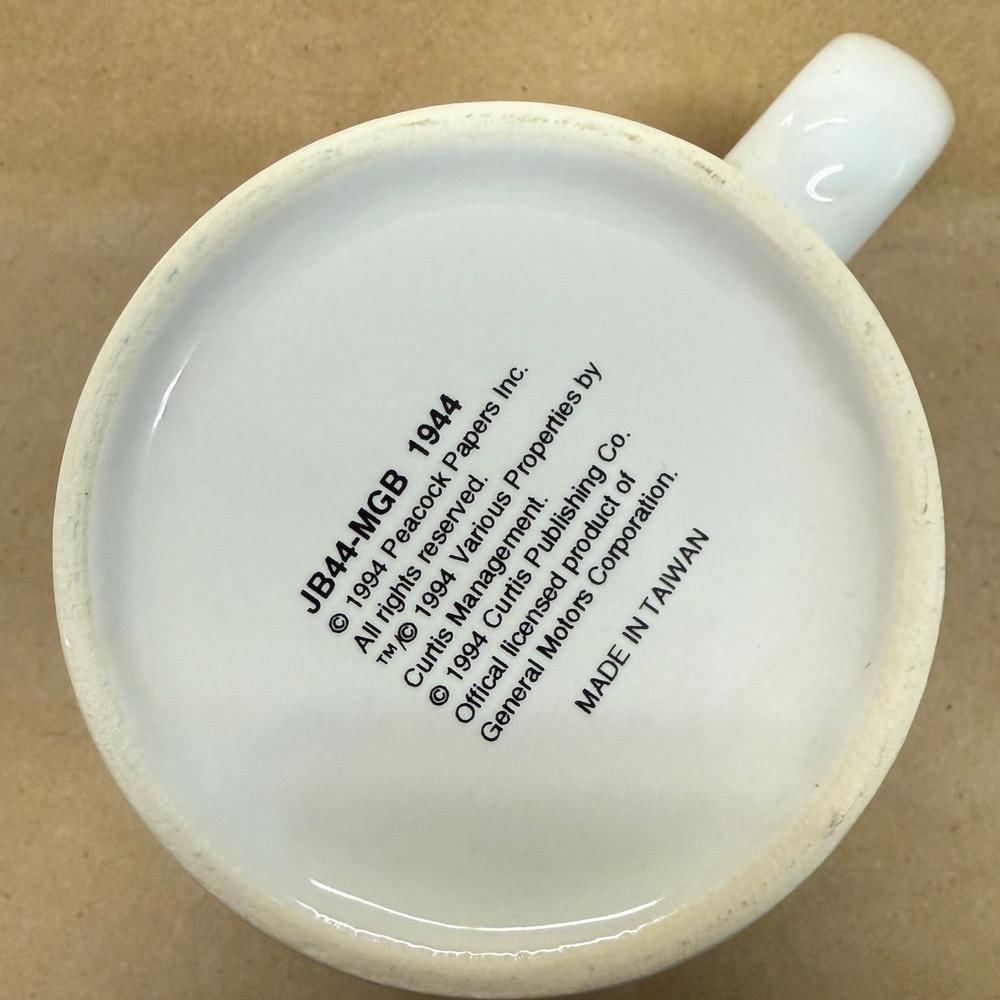 JB44-MGB 1944
© 1994 Peacock Papers Inc.
All rights reserved.
™/© 1994 Various Properties by
Curtis Management.
© 1994 Curtis Publishing Co.
Offical licensed product of
General Motors Corporation.
MADE IN TAIWAN